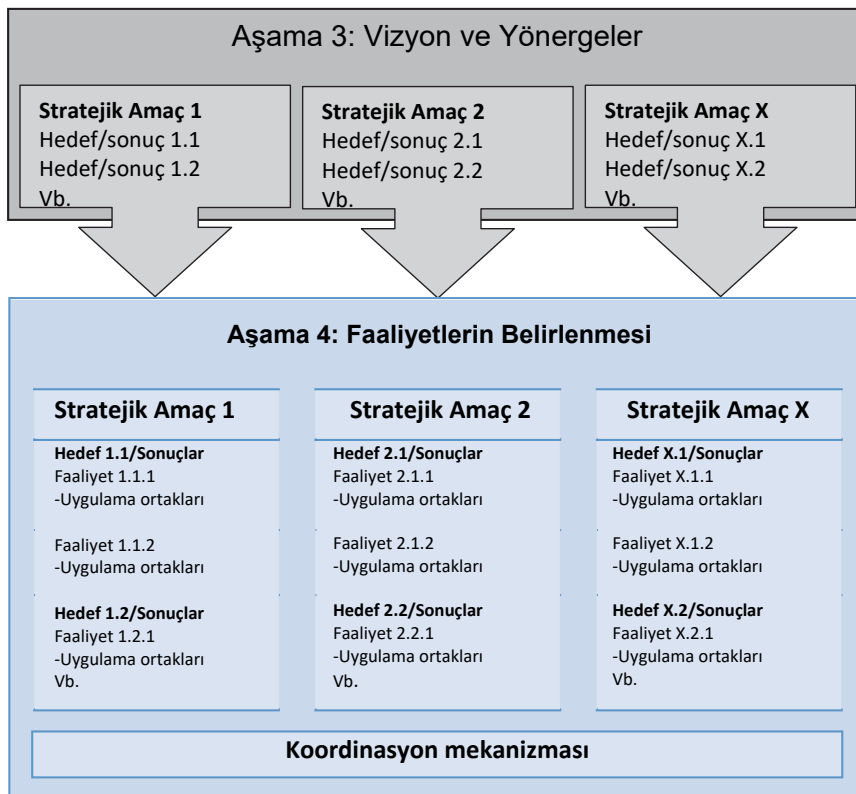 Aşama 3: Vizyon ve Yönergeler
Stratejik Amaç 1
Hedef/sonuç 1.1
Hedef/sonuç 1.2
Vb.
Stratejik Amaç 2
Hedef/sonuç 2.1
Hedef/sonuç 2.2
Vb.
Stratejik Amaç X
Hedef/sonuç X.1
Hedef/sonuç X.2
Vb.
Aşama 4: Faaliyetlerin Belirlenmesi
Stratejik Amaç 1
Hedef 1.1/Sonuçlar
Faaliyet 1.1.1
-Uygulama ortakları
Faaliyet 1.1.2
-Uygulama ortakları
Hedef 1.2/Sonuçlar
Faaliyet 1.2.1
-Uygulama ortakları
Vb.
Stratejik Amaç 2
Hedef 2.1/Sonuçlar
Faaliyet 2.1.1
-Uygulama ortakları
Faaliyet 2.1.2
-Uygulama ortakları
Hedef 2.2/Sonuçlar
Faaliyet 2.2.1
-Uygulama ortakları
Vb.
Stratejik Amaç X
Hedef X.1/Sonuçlar
Faaliyet X.1.1
-Uygulama ortakları
Faaliyet X.1.2
-Uygulama ortakları
Hedef X.2/Sonuçlar
Faaliyet X.2.1
-Uygulama ortakları
Vb.
Koordinasyon mekanizması